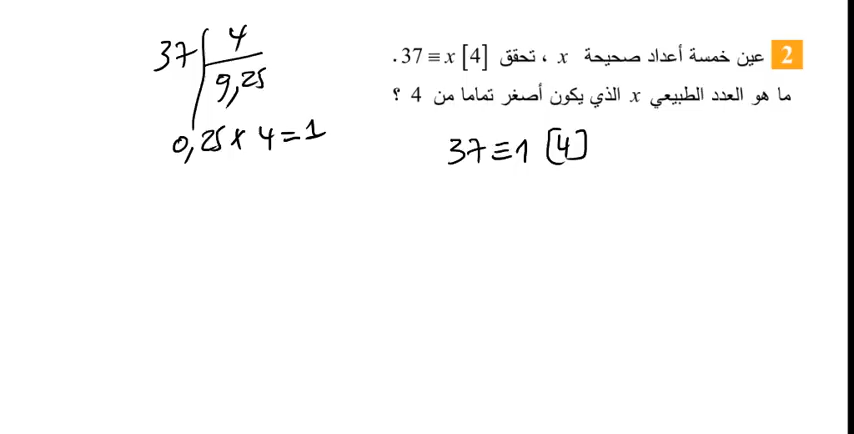 2 عين خمسة أعداد صحيحة x ، تحقق 37 ≡ x [4] .
ما هو العدد الطبيعي x الذي يكون أصغر تماما من 4 ؟
37 4
9,25
0,25 × 4 = 1
37 ≡ 1 [4]